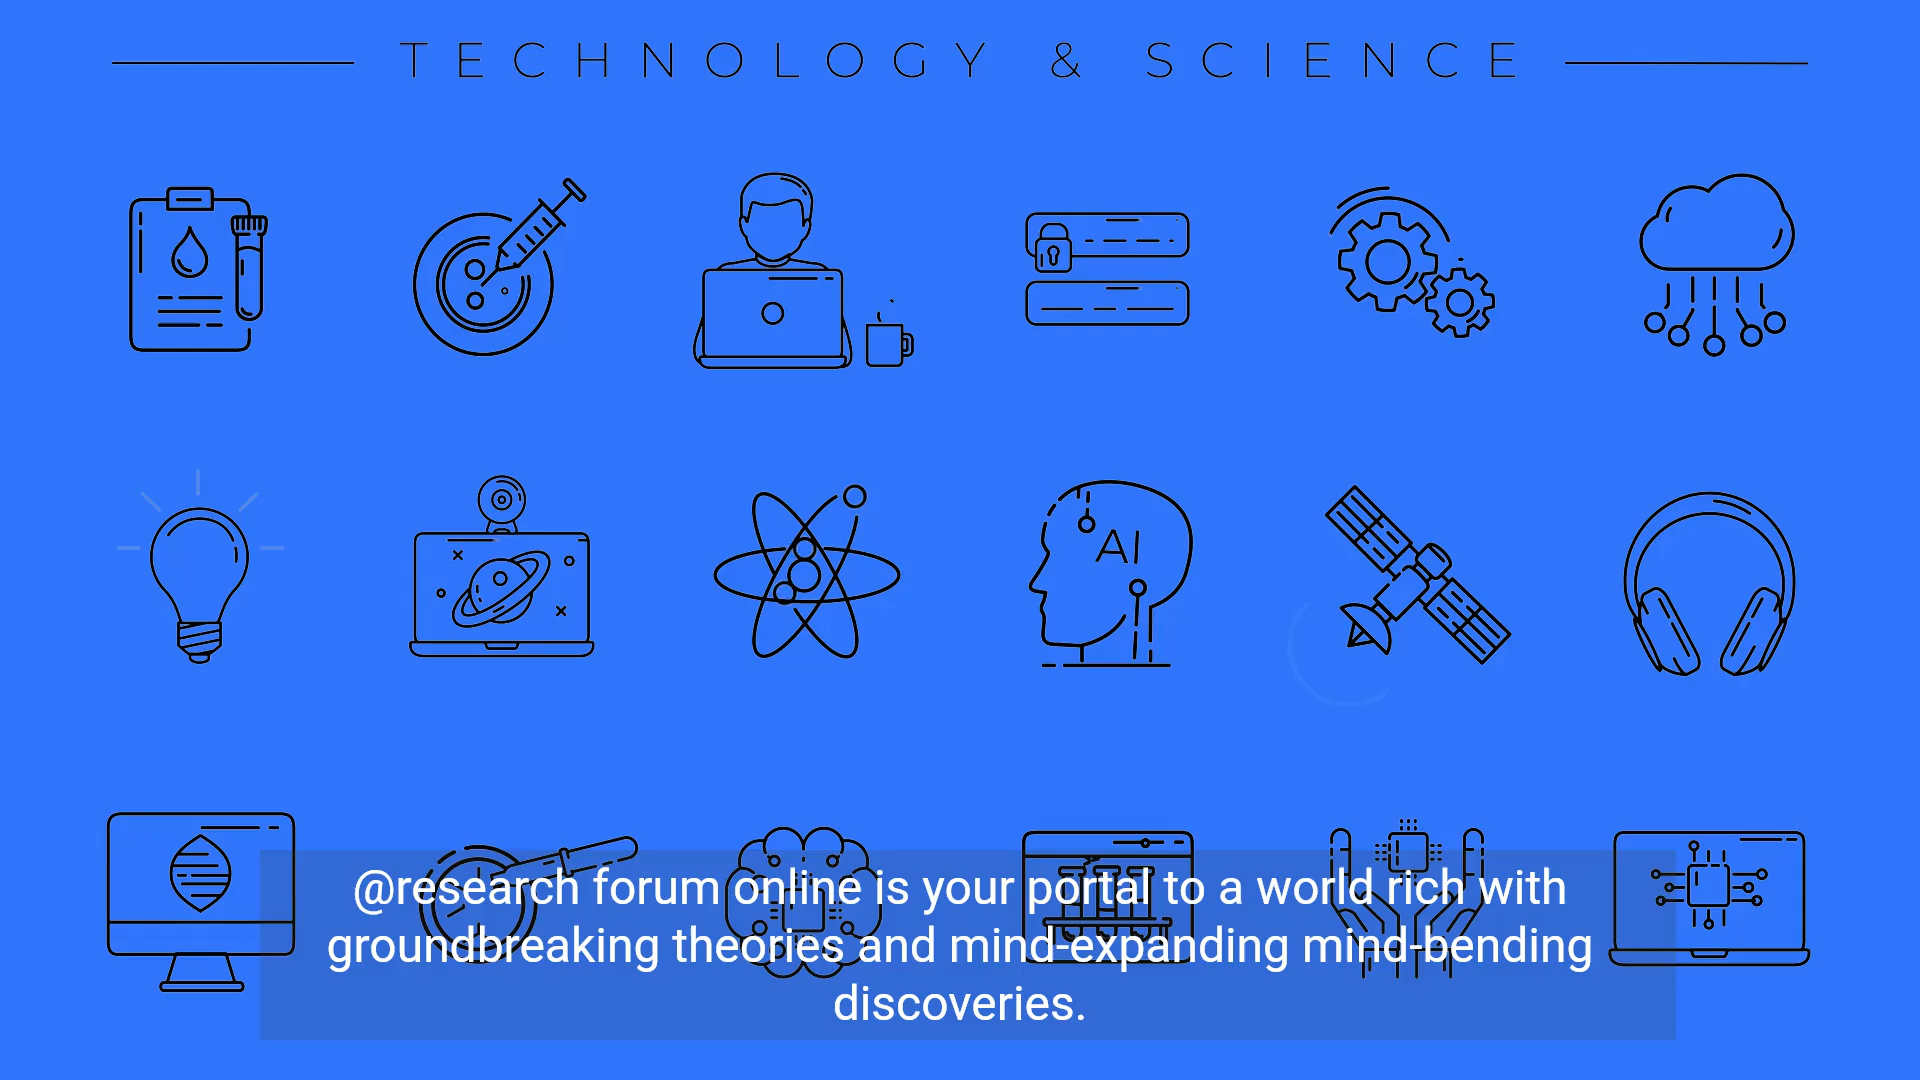 TECHNOLOGY & SCIENCE
AI
@research forum online is your portal to a world rich with
groundbreaking theories and mind-expanding mind-bending
discoveries.